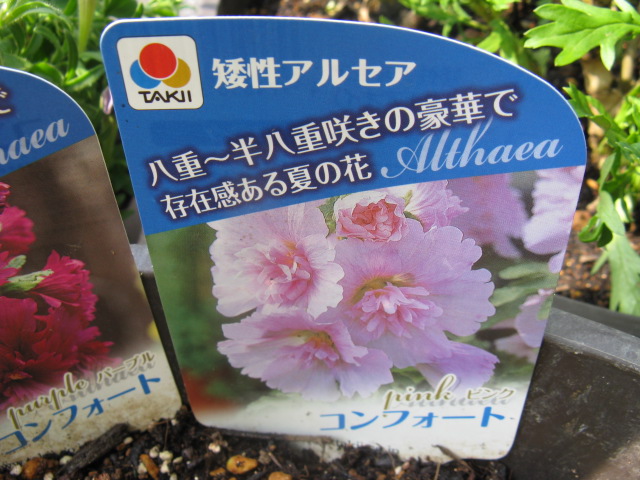 TAKII
矮性アルセア
八重～半八重咲きの豪華で
存在感ある夏の花
Althaea
pink ピンク
コンフォート
で
haea
purple パープル
コンフォート